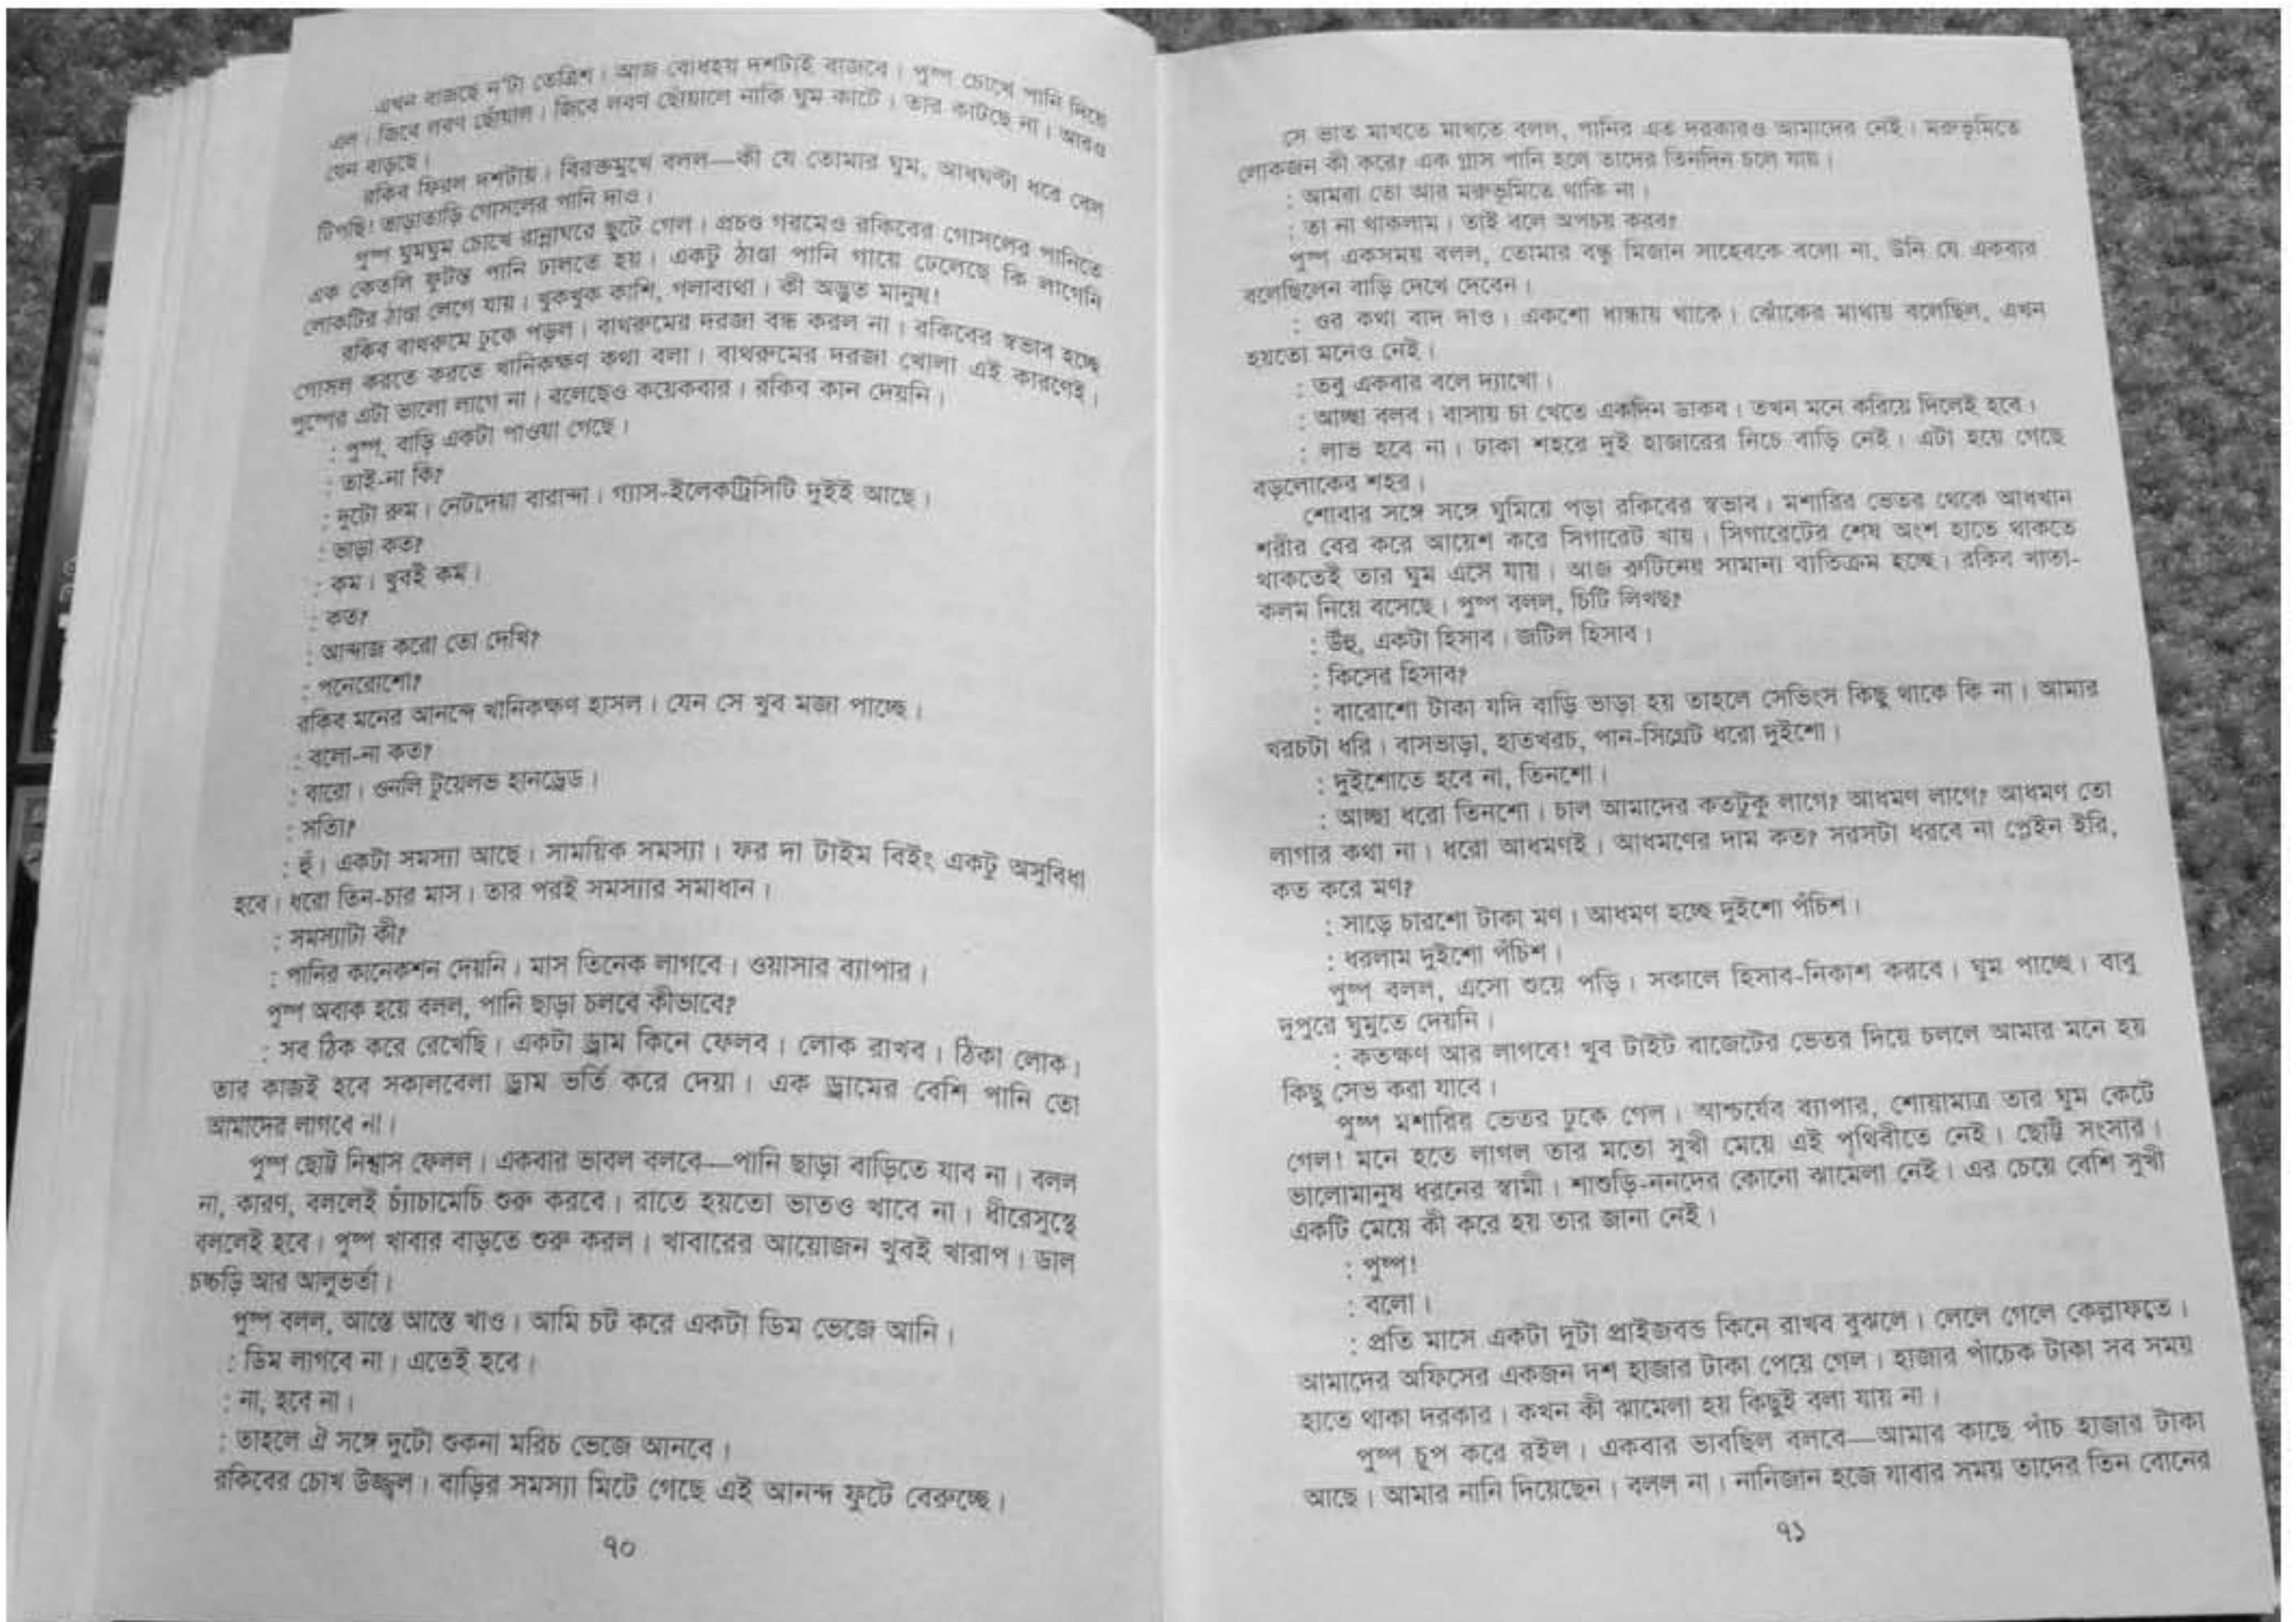 এখন বাজছে ন'টা তেত্রিশ। আজ বোধহয় দশটাই বাজবে। পুষ্প চোখে পানি দিয়ে
এল। জিবে লবণ ছোঁয়াল। জিবে লবণ ছোঁয়ালে নাকি ঘুম কাটে। তার কাটছে না। আরও
যেন বাড়ছে।
রকিব ফিরল দশটায়। বিরক্তমুখে বলল—কী যে তোমার ঘুম, আধঘণ্টা ধরে বেল
টিপছি! তাড়াতাড়ি গোসলের পানি দাও।
পুষ্প ঘুমঘুম চোখে রান্নাঘরে ছুটে গেল। প্রচণ্ড গরমেও রকিবের গোসলের পানিতে
এক কেতলি ফুটন্ত পানি ঢালতে হয়। একটু ঠাণ্ডা পানি গায়ে ঢেলেছে কি লাগেনি
লোকটির ঠাণ্ডা লেগে যায়। খুকখুক কাশি, গলাব্যথা। কী অদ্ভুত মানুষ!
রকিব বাথরুমে ঢুকে পড়ল। বাথরুমের দরজা বন্ধ করল না। রকিবের স্বভাব হচ্ছে
গোসল করতে করতে খানিকক্ষণ কথা বলা। বাথরুমের দরজা খোলা এই কারণেই।
পুষ্পের এটা ভালো লাগে না। বলেছেও কয়েকবার। রকিব কান দেয়নি।
: পুষ্প, বাড়ি একটা পাওয়া গেছে।
: তাই-না কি?
: দুটো রুম। নেটদেয়া বারান্দা। গ্যাস-ইলেকট্রিসিটি দুইই আছে।
: ভাড়া কত?
: কম। খুবই কম।
: কত?
: আন্দাজ করো তো দেখি?
: পনেরোশো?
রকিব মনের আনন্দে খানিকক্ষণ হাসল। যেন সে খুব মজা পাচ্ছে।
: বলো-না কত?
: বারো। ওনলি টুয়েলভ হানড্রেড।
: সত্যি?
: হুঁ। একটা সমস্যা আছে। সাময়িক সমস্যা। ফর দা টাইম বিইং একটু অসুবিধা
হবে। ধরো তিন-চার মাস। তার পরই সমস্যার সমাধান।
: সমস্যাটা কী?
: পানির কানেকশন দেয়নি। মাস তিনেক লাগবে। ওয়াসার ব্যাপার।
পুষ্প অবাক হয়ে বলল, পানি ছাড়া চলবে কীভাবে?
: সব ঠিক করে রেখেছি। একটা ড্রাম কিনে ফেলব। লোক রাখব। ঠিকা লোক।
তার কাজই হবে সকালবেলা ড্রাম ভর্তি করে দেয়া। এক ড্রামের বেশি পানি তো
আমাদের লাগবে না।
পুষ্প ছোট্ট নিশ্বাস ফেলল। একবার ভাবল বলবে—পানি ছাড়া বাড়িতে যাব না। বলল
না, কারণ, বললেই চ্যাঁচামেচি শুরু করবে। রাতে হয়তো ভাতও খাবে না। ধীরেসুস্থে
বললেই হবে। পুষ্প খাবার বাড়তে শুরু করল। খাবারের আয়োজন খুবই খারাপ। ডাল
চচ্চড়ি আর আলুভর্তা।
পুষ্প বলল, আস্তে আস্তে খাও। আমি চট করে একটা ডিম ভেজে আনি।
: ডিম লাগবে না। এতেই হবে।
: না, হবে না।
: তাহলে ঐ সঙ্গে দুটো শুকনা মরিচ ভেজে আনবে।
রকিবের চোখ উজ্জ্বল। বাড়ির সমস্যা মিটে গেছে এই আনন্দ ফুটে বেরুচ্ছে।
৭০
সে ভাত মাখতে মাখতে বলল, পানির এত দরকারও আমাদের নেই। মরুভূমিতে
লোকজন কী করে? এক গ্লাস পানি হলে তাদের তিনদিন চলে যায়।
: আমরা তো আর মরুভূমিতে থাকি না।
: তা না থাকলাম। তাই বলে অপচয় করব?
পুষ্প একসময় বলল, তোমার বন্ধু মিজান সাহেবকে বলো না, উনি যে একবার
বলেছিলেন বাড়ি দেখে দেবেন।
: ওর কথা বাদ দাও। একশো ধান্ধায় থাকে। ঝোঁকের মাথায় বলেছিল, এখন
হয়তো মনেও নেই।
: তবু একবার বলে দ্যাখো।
: আচ্ছা বলব। বাসায় চা খেতে একদিন ডাকব। তখন মনে করিয়ে দিলেই হবে।
: লাভ হবে না। ঢাকা শহরে দুই হাজারের নিচে বাড়ি নেই। এটা হয়ে গেছে
বড়লোকের শহর।
শোবার সঙ্গে সঙ্গে ঘুমিয়ে পড়া রকিবের স্বভাব। মশারির ভেতর থেকে আধখান
শরীর বের করে আয়েশ করে সিগারেট খায়। সিগারেটের শেষ অংশ হাতে থাকতে
থাকতেই তার ঘুম এসে যায়। আজ রুটিনের সামান্য ব্যতিক্রম হচ্ছে। রকিব খাতা-
কলম নিয়ে বসেছে। পুষ্প বলল, চিটি লিখছ?
: উঁহু, একটা হিসাব। জটিল হিসাব।
: কিসের হিসাব?
: বারোশো টাকা যদি বাড়ি ভাড়া হয় তাহলে সেভিংস কিছু থাকে কি না। আমার
খরচটা ধরি। বাসভাড়া, হাতখরচ, পান-সিগ্রেট ধরো দুইশো।
: দুইশোতে হবে না, তিনশো।
: আচ্ছা ধরো তিনশো। চাল আমাদের কতটুকু লাগে? আধমণ লাগে? আধমণ তো
লাগার কথা না। ধরো আধমণই। আধমণের দাম কত? সরসটা ধরবে না প্লেইন ইরি,
কত করে মণ?
: সাড়ে চারশো টাকা মণ। আধমণ হচ্ছে দুইশো পঁচিশ।
: ধরলাম দুইশো পঁচিশ।
পুষ্প বলল, এসো শুয়ে পড়ি। সকালে হিসাব-নিকাশ করবে। ঘুম পাচ্ছে। বাবু
দুপুরে ঘুমুতে দেয়নি।
: কতক্ষণ আর লাগবে! খুব টাইট বাজেটের ভেতর দিয়ে চললে আমার মনে হয়
কিছু সেভ করা যাবে।
পুষ্প মশারির ভেতর ঢুকে গেল। আশ্চর্যের ব্যাপার, শোয়ামাত্র তার ঘুম কেটে
গেল! মনে হতে লাগল তার মতো সুখী মেয়ে এই পৃথিবীতে নেই। ছোট্ট সংসার।
ভালোমানুষ ধরনের স্বামী। শাশুড়ি-ননদের কোনো ঝামেলা নেই। এর চেয়ে বেশি সুখী
একটি মেয়ে কী করে হয় তার জানা নেই।
: পুষ্প!
: বলো।
: প্রতি মাসে একটা দুটা প্রাইজবন্ড কিনে রাখব বুঝলে। লেলে গেলে কেল্লাফতে।
আমাদের অফিসের একজন দশ হাজার টাকা পেয়ে গেল। হাজার পাঁচেক টাকা সব সময়
হাতে থাকা দরকার। কখন কী ঝামেলা হয় কিছুই বলা যায় না।
পুষ্প চুপ করে রইল। একবার ভাবছিল বলবে—আমার কাছে পাঁচ হাজার টাকা
আছে। আমার নানি দিয়েছেন। বলল না। নানিজান হজে যাবার সময় তাদের তিন বোনের
৭১